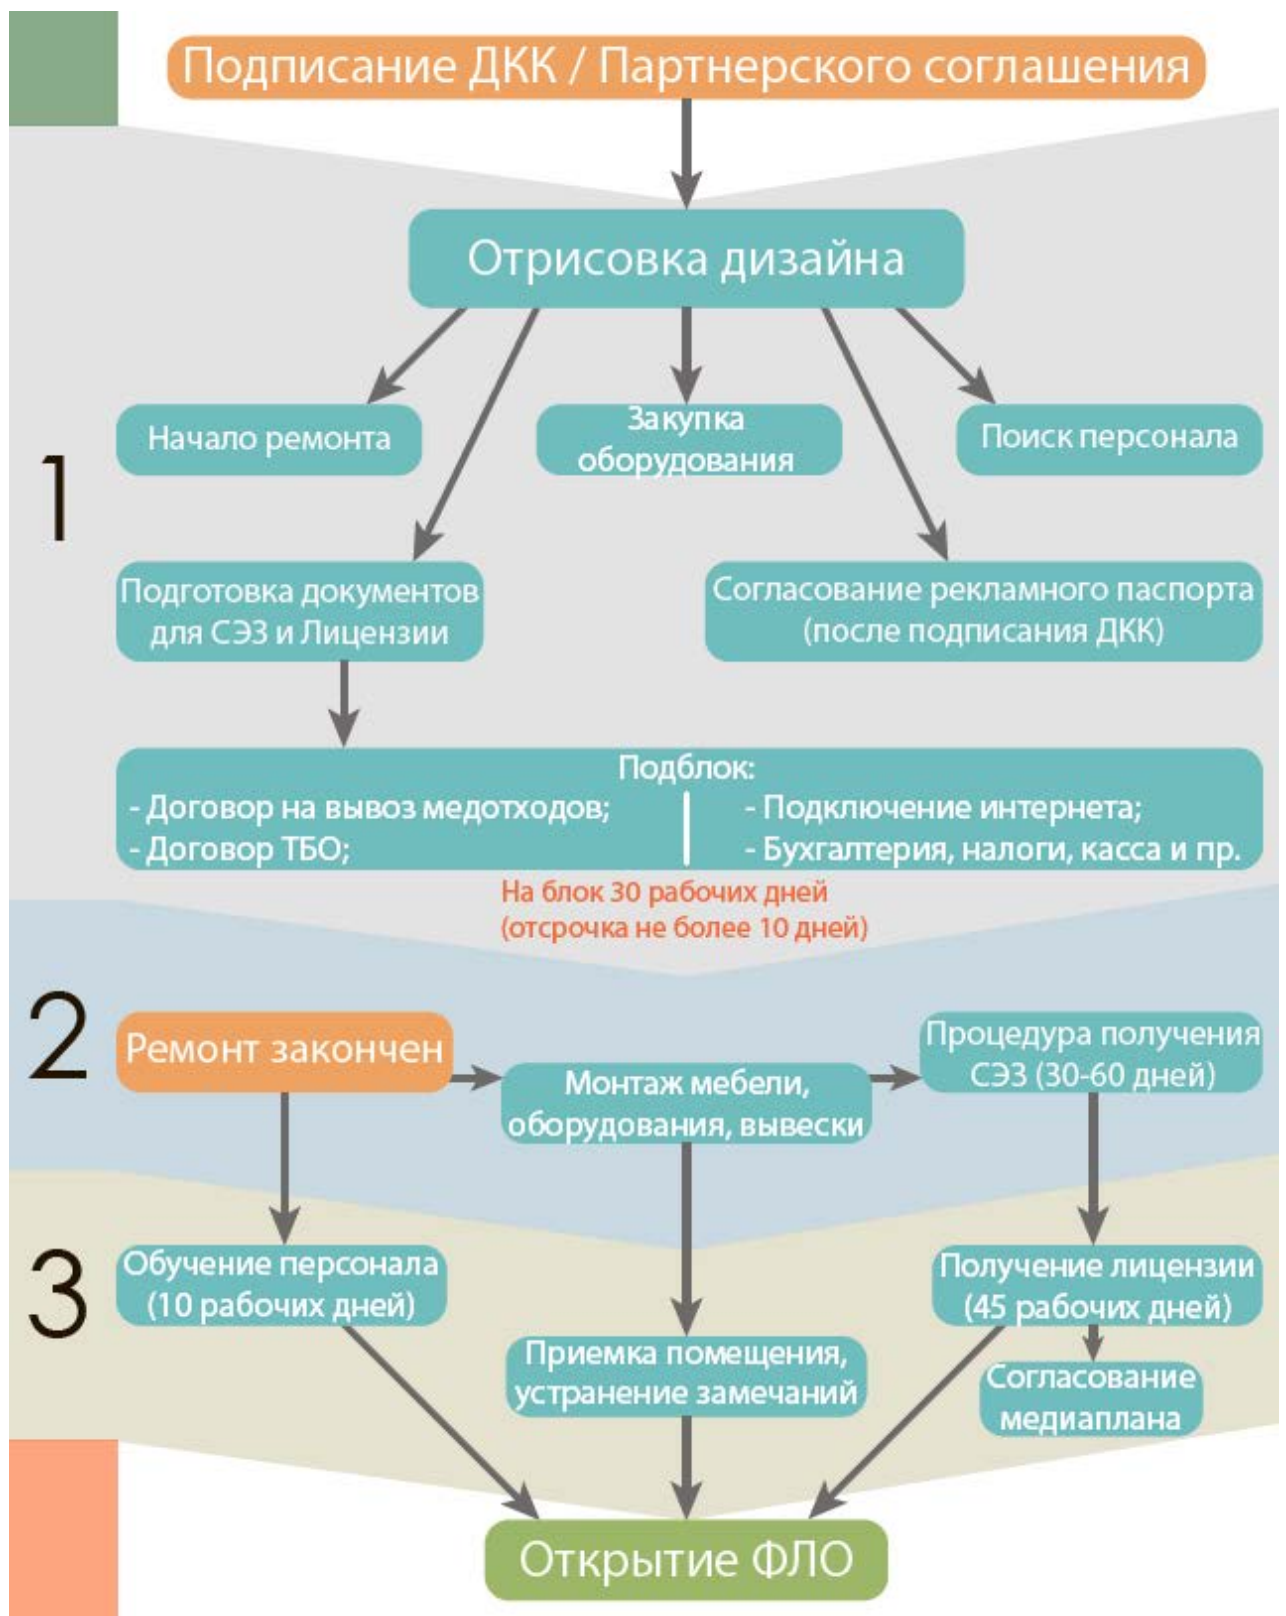 Подписание ДКК / Партнерского соглашения
Отрисовка дизайна
Начало ремонта
Закупка
оборудования
Поиск персонала
1
Подготовка документов
для СЭЗ и Лицензии
Согласование рекламного паспорта
(после подписания ДКК)
Подблок:
- Договор на вывоз медотходов;
- Договор ТБО;
- Подключение интернета;
- Бухгалтерия, налоги, касса и пр.
На блок 30 рабочих дней
(отсрочка не более 10 дней)
2
Ремонт закончен
Монтаж мебели,
оборудования, вывески
Процедура получения
СЭЗ (30-60 дней)
3
Обучение персонала
(10 рабочих дней)
Приемка помещения,
устранение замечаний
Получение лицензии
(45 рабочих дней)
Согласование
медиаплана
Открытие ФЛО